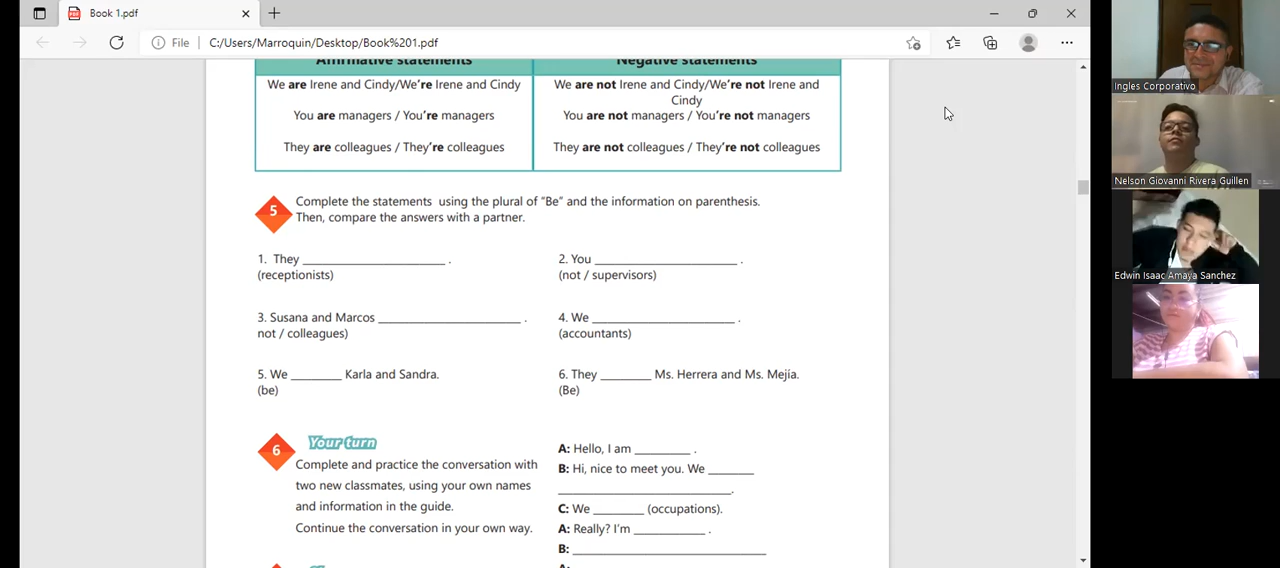 Book 1.pdf
File
C:/Users/Marroquin/Desktop/Book%201.pdf
Affirmative statements
Negative statements
We are Irene and Cindy/We're Irene and Cindy
We are not Irene and Cindy/We're not Irene and
Cindy
You are managers / You're managers
You are not managers / You're not managers
They are colleagues / They're colleagues
They are not colleagues / They're not colleagues
5
Complete the statements using the plural of "Be" and the information on parenthesis.
Then, compare the answers with a partner.
1. They ____________________ .
(receptionists)
2. You ____________________ .
(not / supervisors)
3. Susana and Marcos ____________________ .
not / colleagues)
4. We ____________________ .
(accountants)
5. We _______ Karla and Sandra.
(be)
6. They _______ Ms. Herrera and Ms. Mejía.
(Be)
6
Your turn
Complete and practice the conversation with
two new classmates, using your own names
and information in the guide.
Continue the conversation in your own way.
A: Hello, I am ________ .
B: Hi, nice to meet you. We _______
_________________________.
C: We _______ (occupations).
A: Really? I'm __________ .
B: ___________________________
A:
Ingles Corporativo
Nelson Giovanni Rivera Guillen
Edwin Isaac Amaya Sanchez